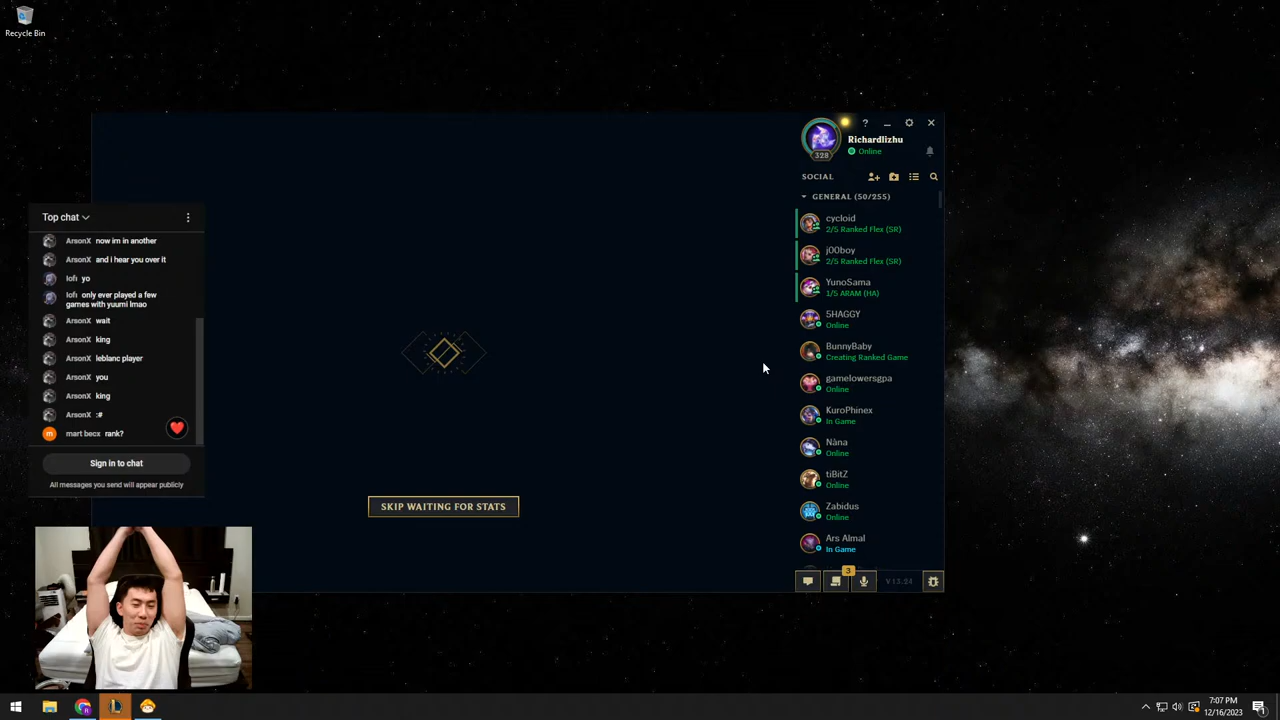 Recycle Bin
Top chat
ArsonX now im in another
ArsonX and i hear you over it
lofi yo
lofi only ever played a few
games with yuumi lmao
ArsonX wait
ArsonX king
ArsonX leblanc player
ArsonX you
ArsonX king
ArsonX :#
m mart becx rank?
Sign in to chat
All messages you send will appear publicly
SKIP WAITING FOR STATS
?
Richardlizhu
328
Online
SOCIAL
GENERAL (50/255)
cycloid
2/5 Ranked Flex (SR)
j00boy
2/5 Ranked Flex (SR)
YunoSama
1/5 ARAM (HA)
5HAGGY
Online
BunnyBaby
Creating Ranked Game
gamelowersgpa
Online
KuroPhinex
In Game
Nàna
Online
tiBitZ
Online
Zabidus
Online
Ars Almal
In Game
3
V13.24
7:07 PM
12/16/2023
1